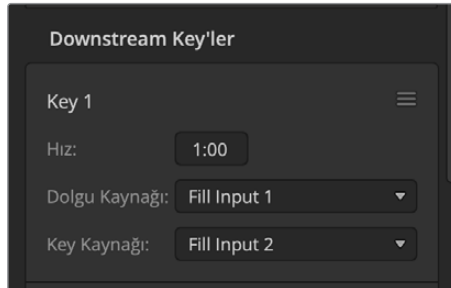 Downstream Key'ler
Key 1
Hız: 1:00
Dolgu Kaynağı: Fill Input 1
Key Kaynağı: Fill Input 2